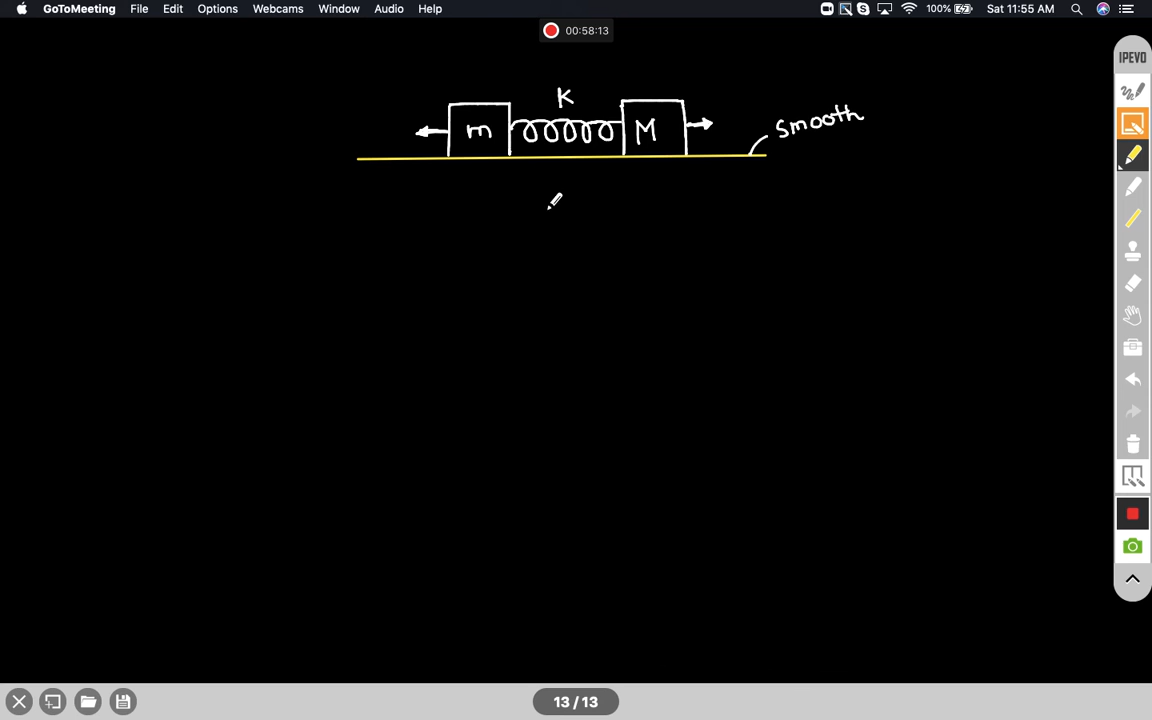 GoToMeeting File Edit Options Webcams Window Audio Help 100% Sat 11:55 AM
00:58:13
IPEVO
K
m M smooth
13/13